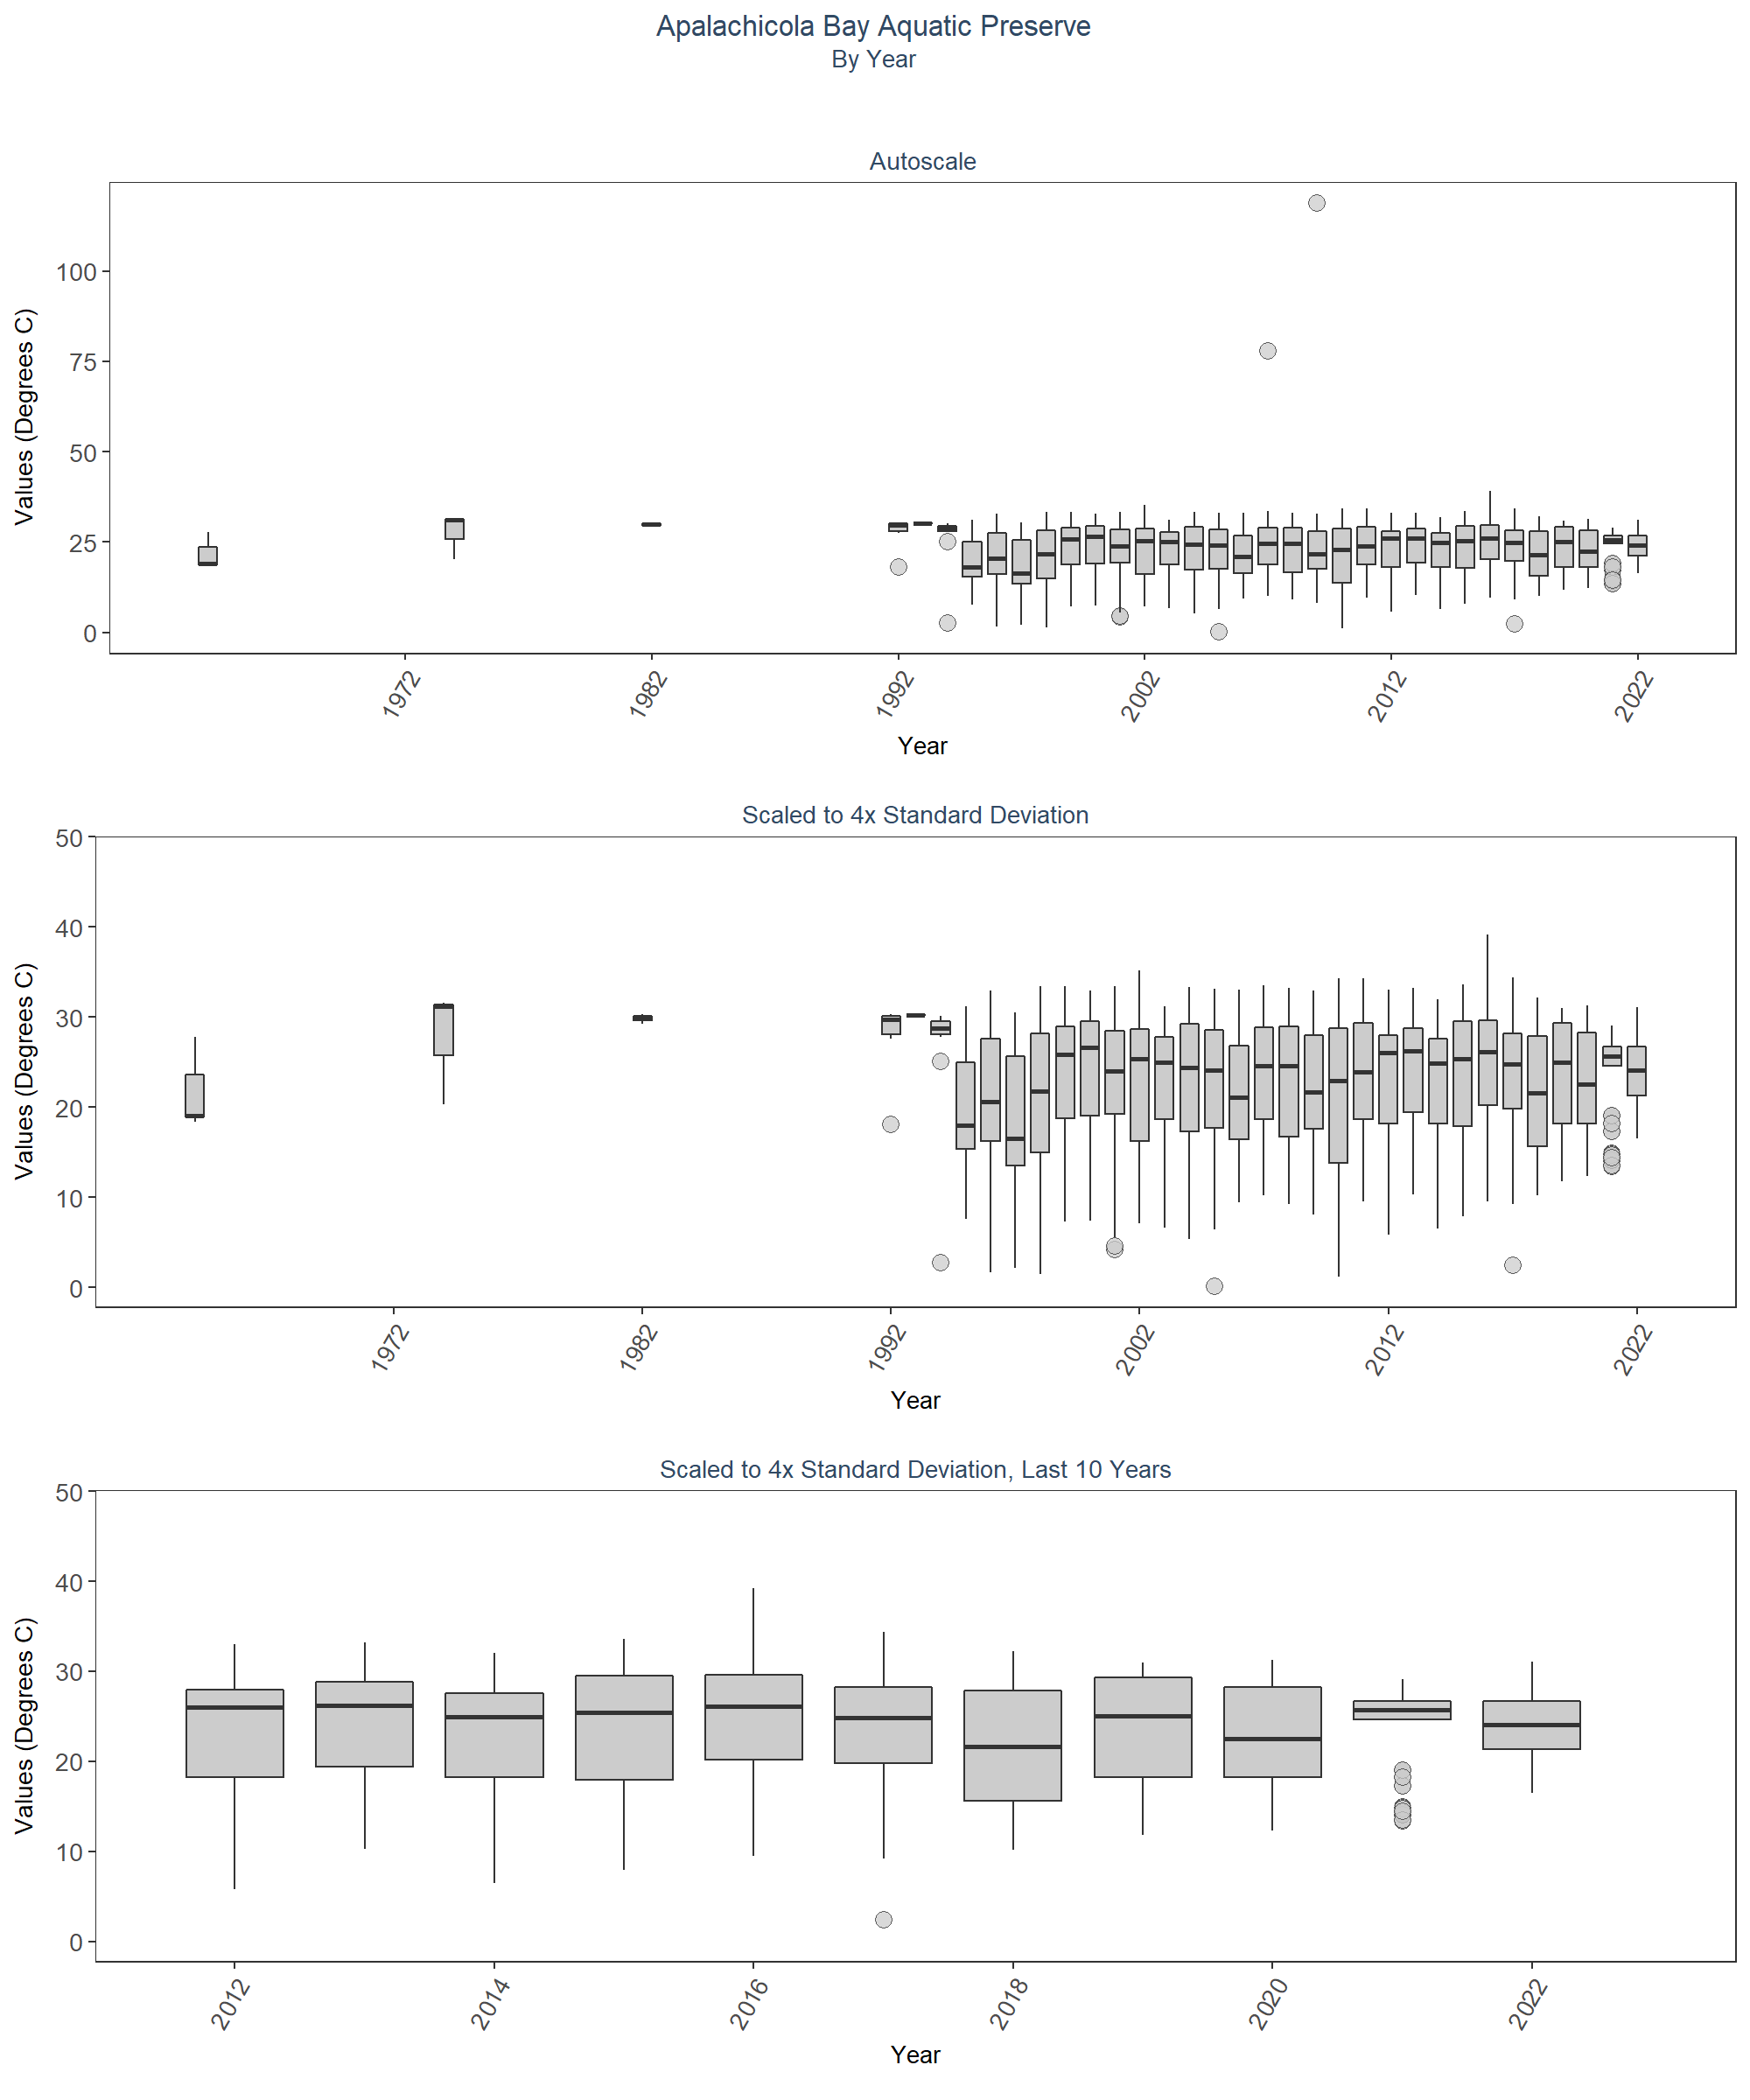 Apalachicola Bay Aquatic Preserve
By Year
Autoscale
Values (Degrees C)
100
75
50
25
0
1972 1982 1992 2002 2012 2022
Year
Scaled to 4x Standard Deviation
Values (Degrees C)
50
40
30
20
10
0
1972 1982 1992 2002 2012 2022
Year
Scaled to 4x Standard Deviation, Last 10 Years
Values (Degrees C)
50
40
30
20
10
0
2012 2014 2016 2018 2020 2022
Year